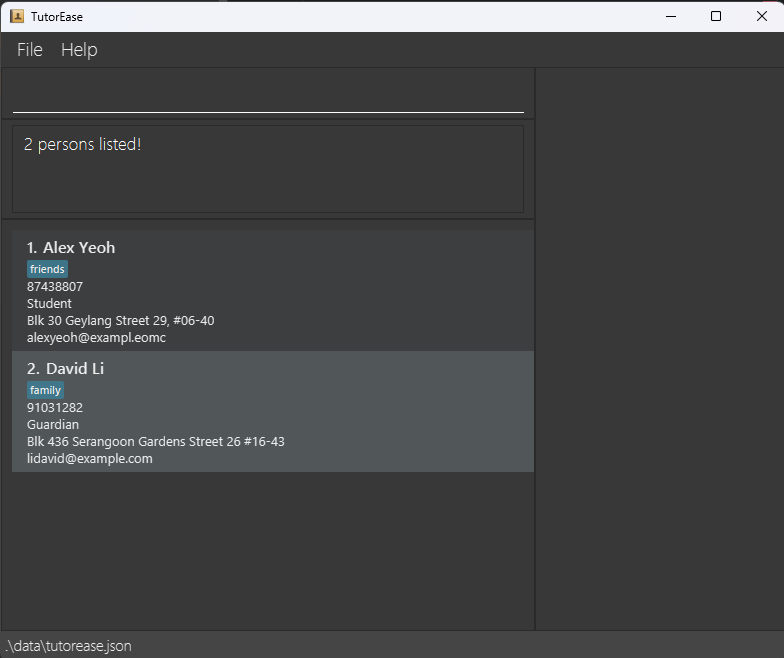 TutorEase
File Help
2 persons listed!
1. Alex Yeoh
friends
87438807
Student
Blk 30 Geylang Street 29, #06-40
alexyeoh@exampl.eomc
2. David Li
family
91031282
Guardian
Blk 436 Serangoon Gardens Street 26 #16-43
lidavid@example.com
.\data\tutorease.json